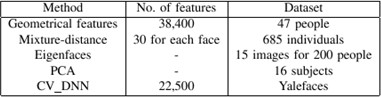 Method No. of features Dataset
Geometrical features 38,400 47 people
Mixture-distance 30 for each face 685 individuals
Eigenfaces - 15 images for 200 people
PCA - 16 subjects
CV_DNN 22,500 Yalefaces